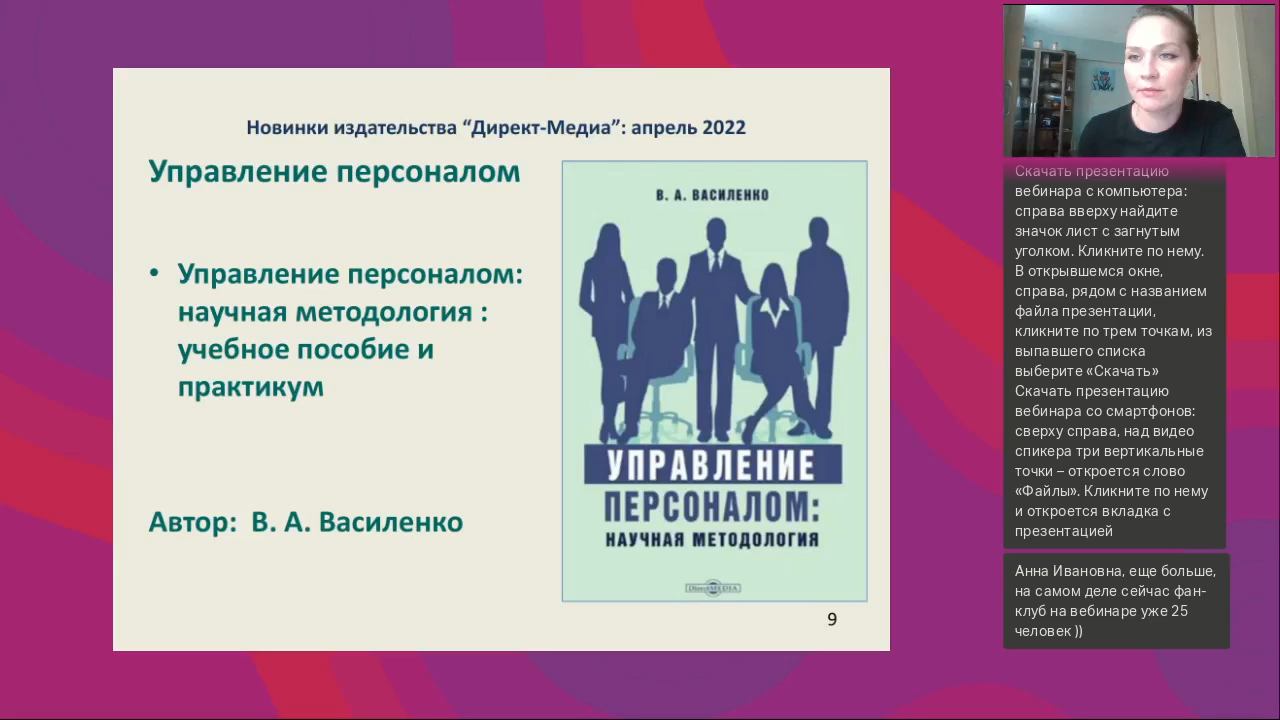 Новинки издательства “Директ-Медиа”: апрель 2022
Управление персоналом
• Управление персоналом:
научная методология :
учебное пособие и
практикум
Автор: В. А. Василенко
В. А. ВАСИЛЕНКО
УПРАВЛЕНИЕ
ПЕРСОНАЛОМ:
НАУЧНАЯ МЕТОДОЛОГИЯ
DirectMEDIA
9
Скачать презентацию
вебинара с компьютера:
справа вверху найдите
значок лист с загнутым
уголком. Кликните по нему.
В открывшемся окне,
справа, рядом с названием
файла презентации,
кликните по трем точкам, из
выпавшего списка
выберите «Скачать»
Скачать презентацию
вебинара со смартфонов:
сверху справа, над видео
спикера три вертикальные
точки – откроется слово
«Файлы». Кликните по нему
и откроется вкладка с
презентацией
Анна Ивановна, еще больше,
на самом деле сейчас фан-
клуб на вебинаре уже 25
человек ))